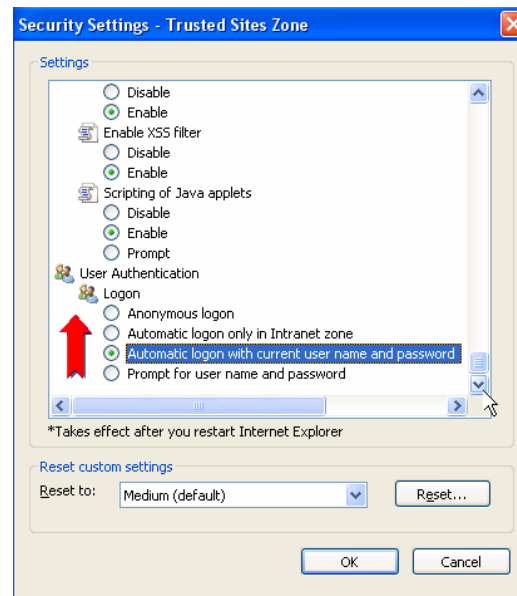 Security Settings - Trusted Sites Zone
Settings
Disable
Enable
Enable XSS filter
Disable
Enable
Scripting of Java applets
Disable
Enable
Prompt
User Authentication
Logon
Anonymous logon
Automatic logon only in Intranet zone
Automatic logon with current user name and password
Prompt for user name and password
*Takes effect after you restart Internet Explorer
Reset custom settings
Reset to: Medium (default) Reset...
OK Cancel